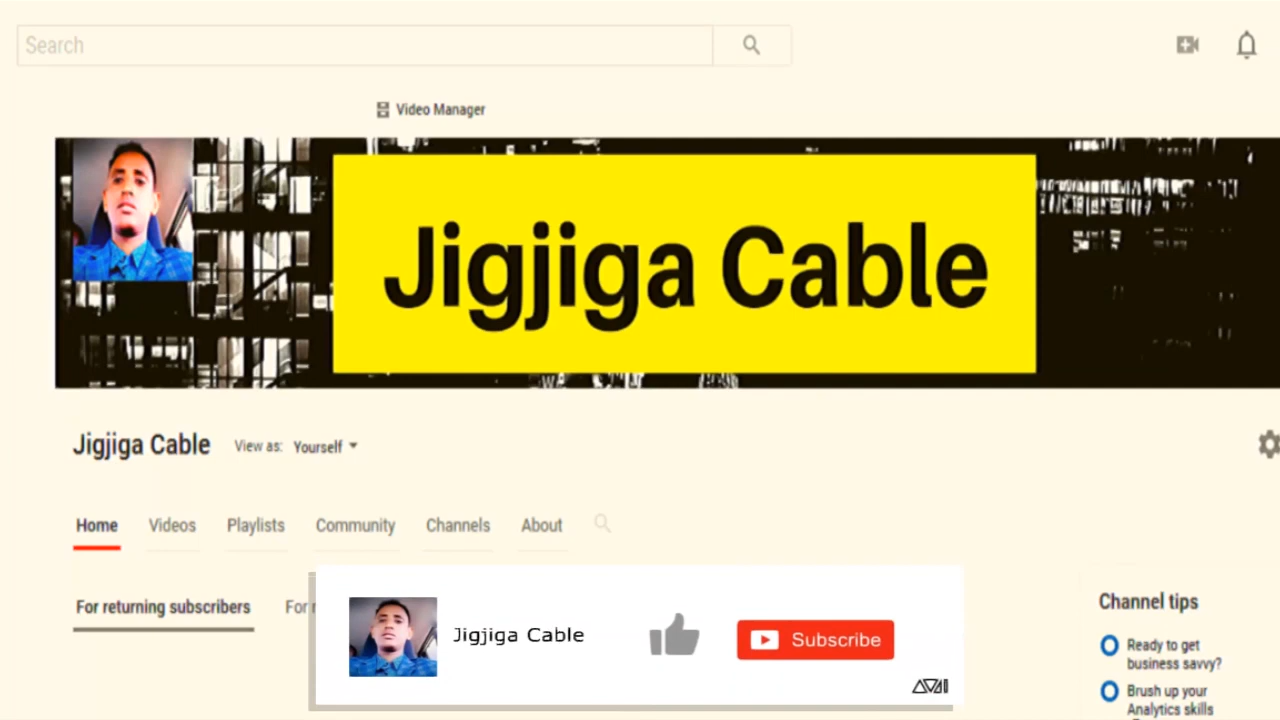 Search
Video Manager
Jigjiga Cable
Jigjiga Cable View as: Yourself
Home Videos Playlists Community Channels About
For returning subscribers For
Channel tips
Jigjiga Cable Subscribe
Ready to get
business savvy?
Brush up your
Analytics skills